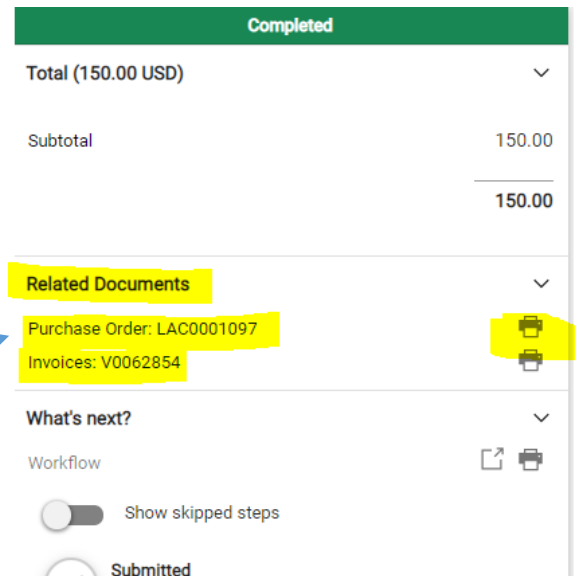 Completed
Total (150.00 USD)
Subtotal 150.00
150.00
Related Documents
Purchase Order: LAC0001097
Invoices: V0062854
What's next?
Workflow
Show skipped steps
Submitted